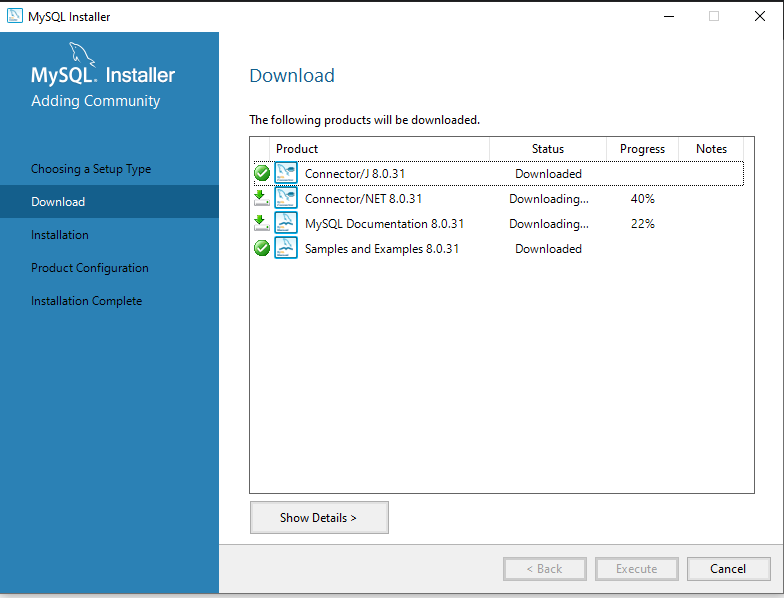 MySQL Installer
MySQL. Installer
Adding Community
Choosing a Setup Type
Download
Installation
Product Configuration
Installation Complete
Download
The following products will be downloaded.
Product Status Progress Notes
Connector/J 8.0.31 Downloaded
Connector/NET 8.0.31 Downloading... 40%
MySQL Documentation 8.0.31 Downloading... 22%
Samples and Examples 8.0.31 Downloaded
Show Details >
< Back Execute Cancel